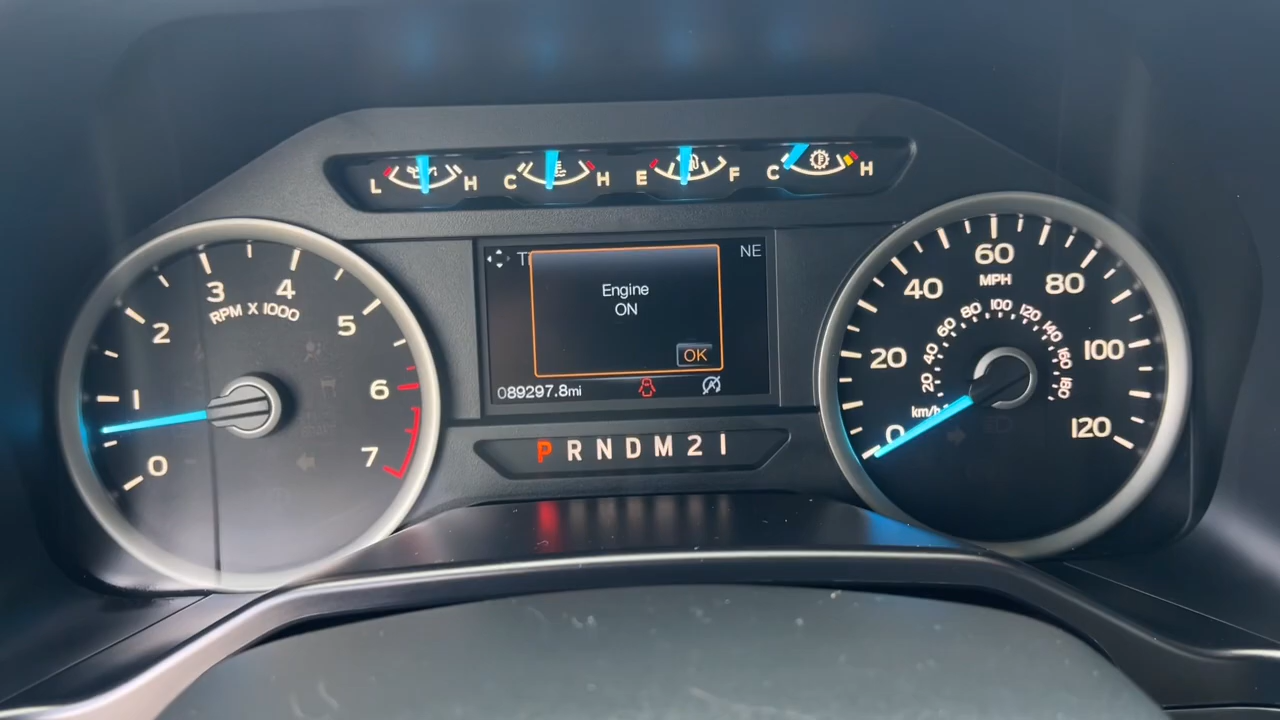 L H C H E F C H
3 4
RPM X 1000
2 5
1 6
0 7
NE
Engine
ON
OK
089297.8mi
P R N D M 2 1
60
MPH
40 80
20 100
0 120
20 40 60 80 100 120 140 160 180
km/h